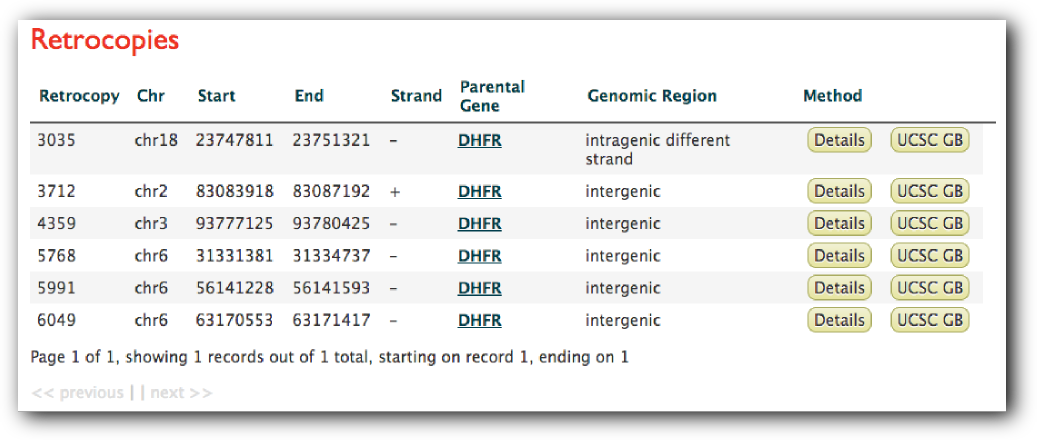 Retrocopies
Retrocopy Chr Start End Strand Parental Gene Genomic Region Method
3035 chr18 23747811 23751321 – DHFR intragenic different strand Details UCSC GB
3712 chr2 83083918 83087192 + DHFR intergenic Details UCSC GB
4359 chr3 93777125 93780425 – DHFR intergenic Details UCSC GB
5768 chr6 31331381 31334737 – DHFR intergenic Details UCSC GB
5991 chr6 56141228 56141593 – DHFR intergenic Details UCSC GB
6049 chr6 63170553 63171417 – DHFR intergenic Details UCSC GB
Page 1 of 1, showing 1 records out of 1 total, starting on record 1, ending on 1
<< previous | | next >>